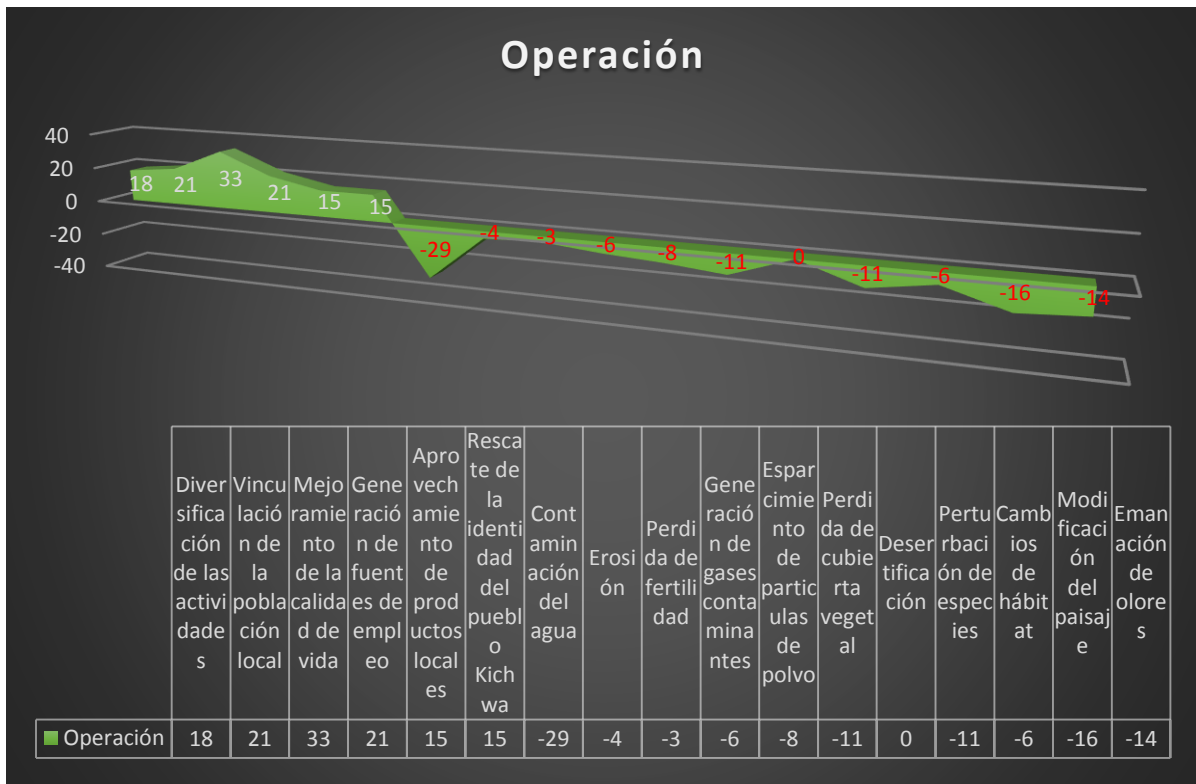 Operación
40
20
0
-20
-40
18 21 33 21 15 15 -29 -4 -3 -6 -8 -11 0 -11 -6 -16 -14
Diver
sifica
ción
de las
activi
dade
s
Vincu
lació
n de
la
pobla
ción
local
Mejo
ramie
nto
de la
calida
d de
vida
Gene
ració
n de
fuent
es de
empl
eo
Apro
vech
amie
nto
de
prod
uctos
local
es
Resca
te de
la
identi
dad
del
puebl
o
Kich
wa
Cont
amin
ación
del
agua
Erosi
ón
Perdi
da de
fertili
dad
Gene
ració
n de
gases
conta
mina
ntes
Espar
cimie
nto
de
partic
ulas
de
polvo
Perdi
da de
cubie
rta
veget
al
Deser
tifica
ción
Pertu
rbaci
ón de
espec
ies
Camb
ios
de
hábit
at
Modi
ficaci
ón
del
paisaj
e
Eman
ación
de
olore
s
Operación 18 21 33 21 15 15 -29 -4 -3 -6 -8 -11 0 -11 -6 -16 -14